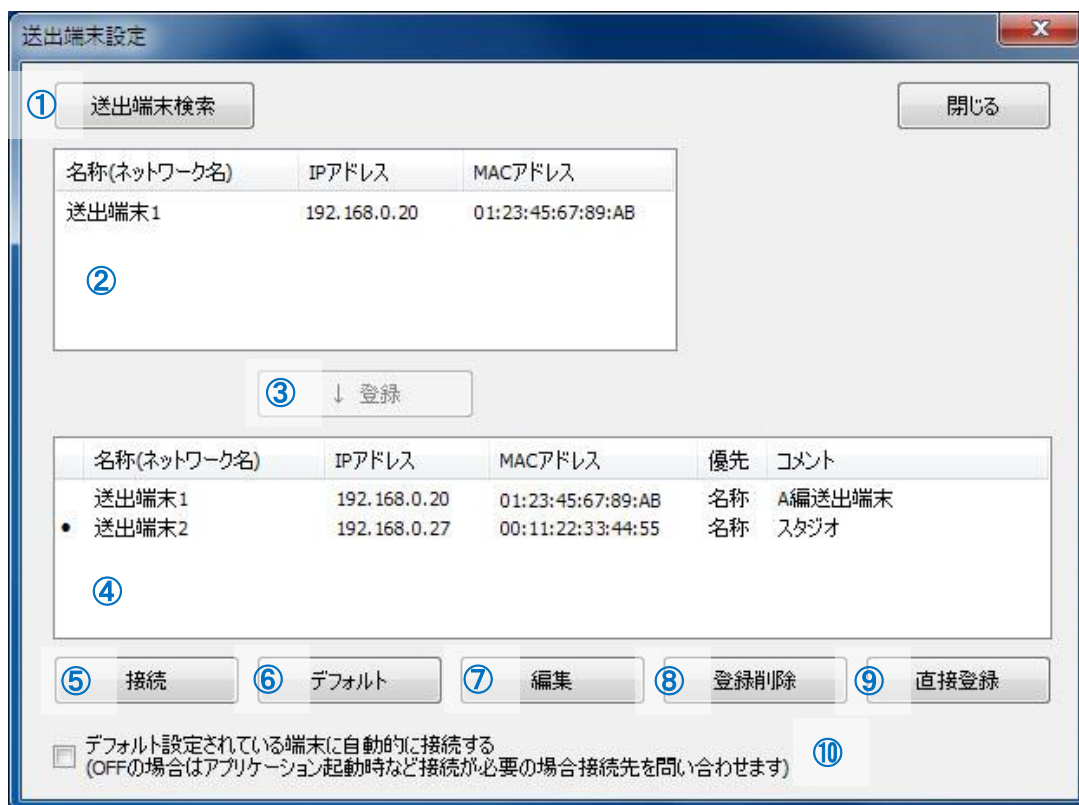 送出端末設定
① 送出端末検索 閉じる
名称(ネットワーク名) IPアドレス MACアドレス
送出端末1 192.168.0.20 01:23:45:67:89:AB
②
③ ↓ 登録
名称(ネットワーク名) IPアドレス MACアドレス 優先 コメント
送出端末1 192.168.0.20 01:23:45:67:89:AB 名称 A編送出端末
• 送出端末2 192.168.0.27 00:11:22:33:44:55 名称 スタジオ
④
⑤ 接続 ⑥ デフォルト ⑦ 編集 ⑧ 登録削除 ⑨ 直接登録
デフォルト設定されている端末に自動的に接続する
(OFFの場合はアプリケーション起動時など接続が必要の場合接続先を問い合わせます) ⑩